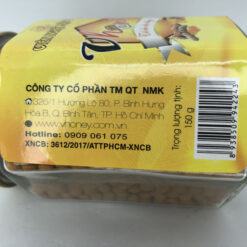 CÔNG TY CỔ PHẦN TM QT NMK
326/1 Hương Lộ 80, P. Bình Hưng
Hòa B, Q. Bình Tân, TP. Hồ Chí Minh
www.vhoney.com.vn
Hotline: 0909 061 075
XNCB: 3612/2017/ATTPHCM-XNCB
Trọng lượng tịnh:
150 g